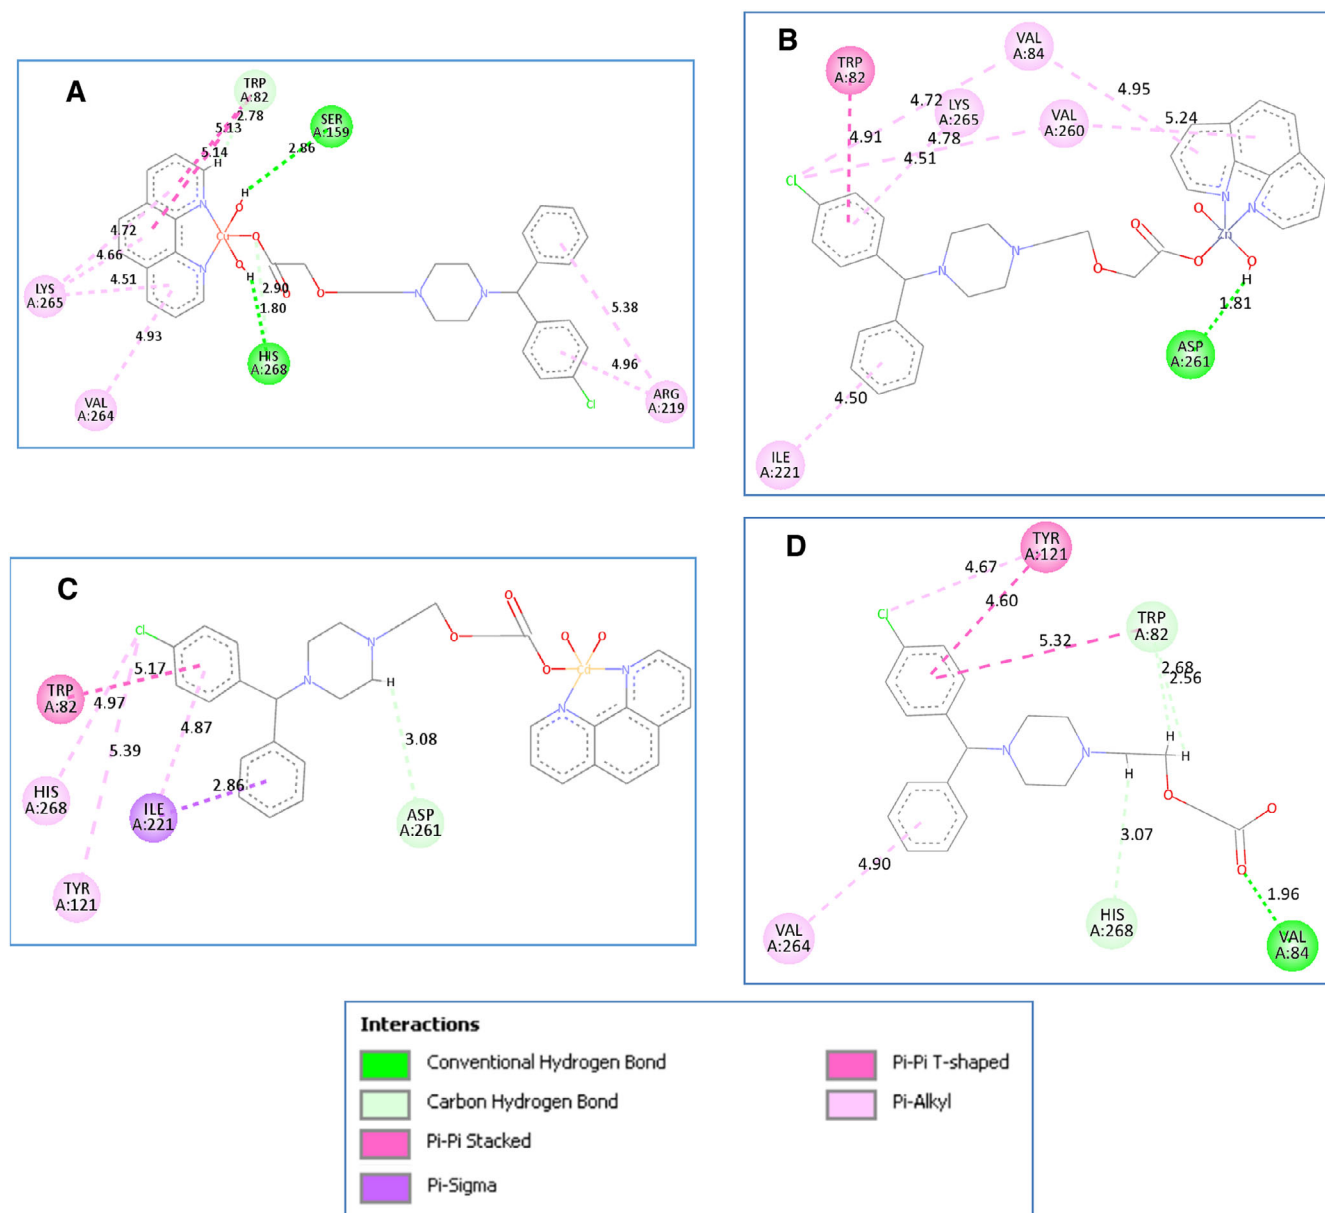 A
TRP
A:82
2.78
5.13
5.14
H
SER
A:159
2.86
H
O
N
Cu
O
N
O
H
4.72
4.66
4.51
LYS
A:265
4.93
VAL
A:264
2.90
O
O
1.80
HIS
A:268
N
N
5.38
4.96
Cl
ARG
A:219
B
TRP
A:82
VAL
A:84
4.72
LYS
A:265
VAL
A:260
4.95
5.24
4.91
4.78
4.51
Cl
N
N
O
O
O
O
N
N
Zn
O
H
1.81
ASP
A:261
4.50
ILE
A:221
C
Cl
5.17
TRP
A:82
4.97
4.87
5.39
HIS
A:268
2.86
ILE
A:221
TYR
A:121
N
N
H
3.08
ASP
A:261
O
O
O
O
O
Cd
N
N
D
TYR
A:121
4.67
4.60
Cl
5.32
TRP
A:82
2.68
2.56
H
H
H
N
N
O
O
O
3.07
4.90
VAL
A:264
HIS
A:268
1.96
VAL
A:84
Interactions
Conventional Hydrogen Bond
Carbon Hydrogen Bond
Pi-Pi Stacked
Pi-Sigma
Pi-Pi T-shaped
Pi-Alkyl